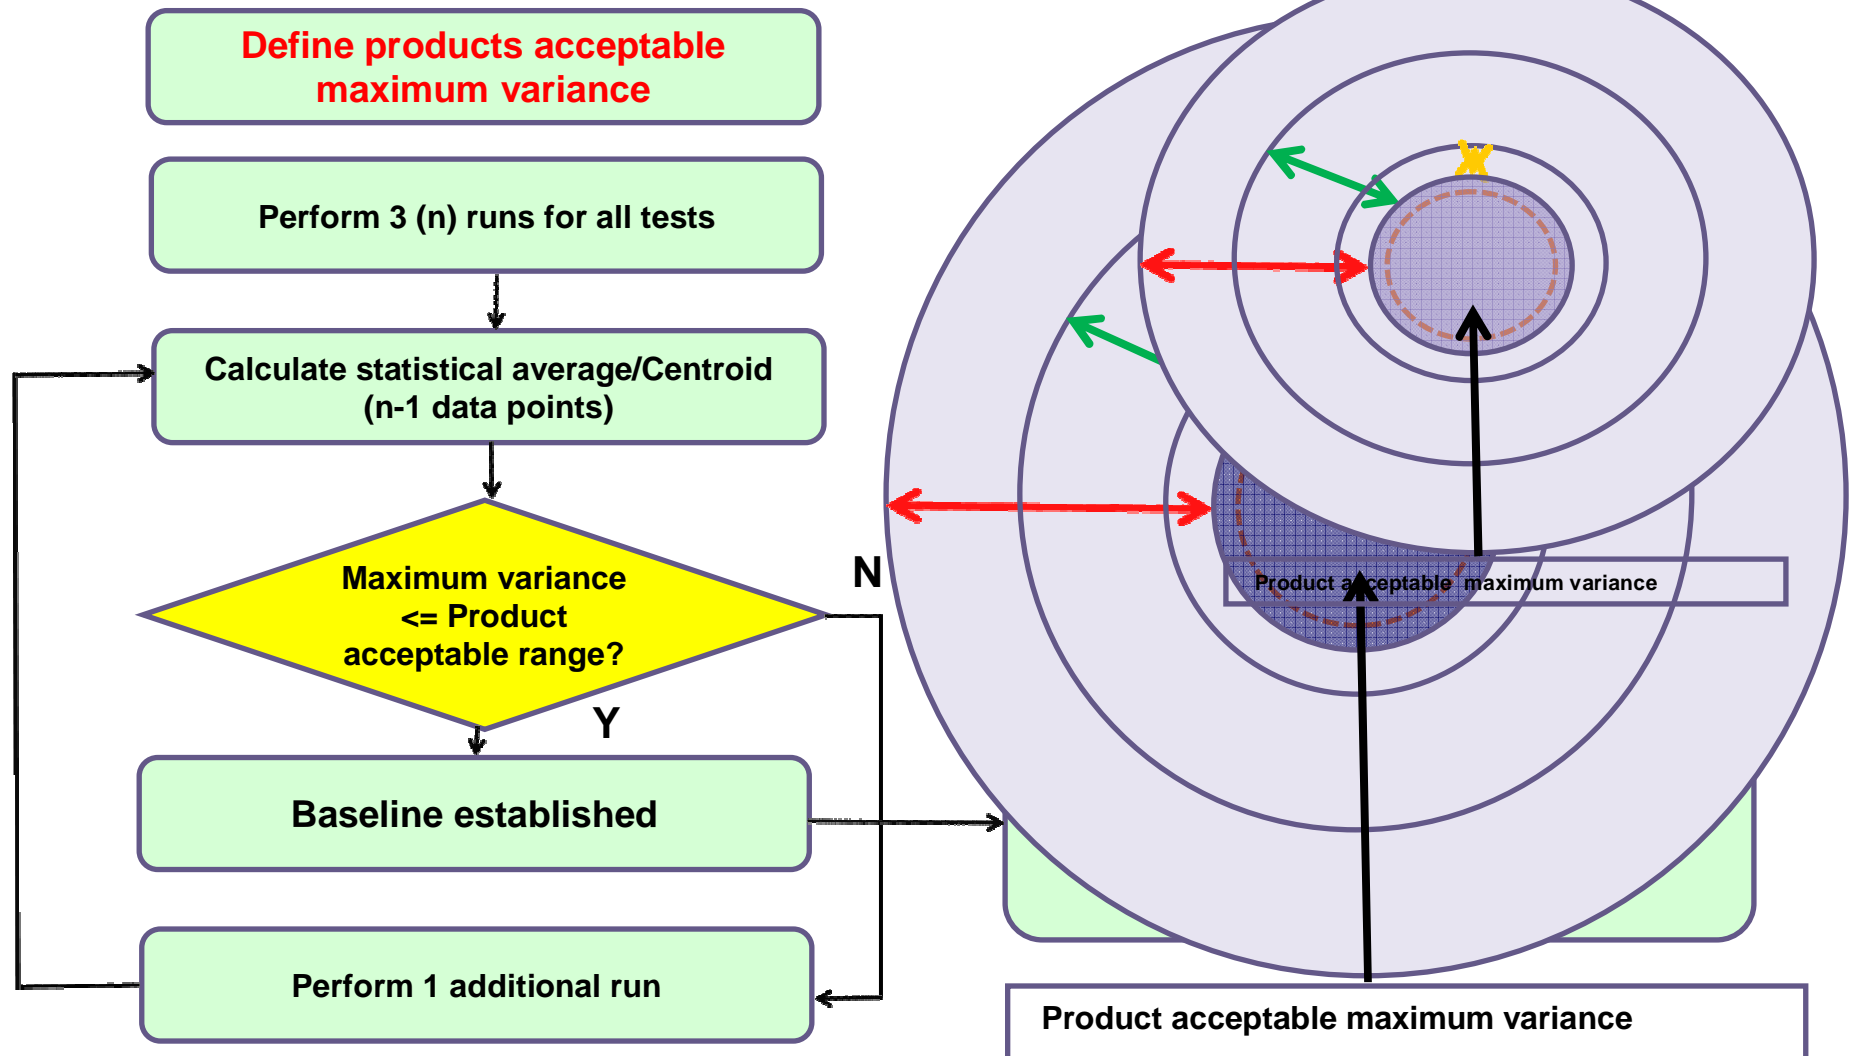 Define products acceptable
maximum variance
Perform 3 (n) runs for all tests
Calculate statistical average/Centroid
(n-1 data points)
Maximum variance
<= Product
acceptable range?
N
Y
Baseline established
Perform 1 additional run
Product acceptable maximum variance
Product acceptable maximum variance